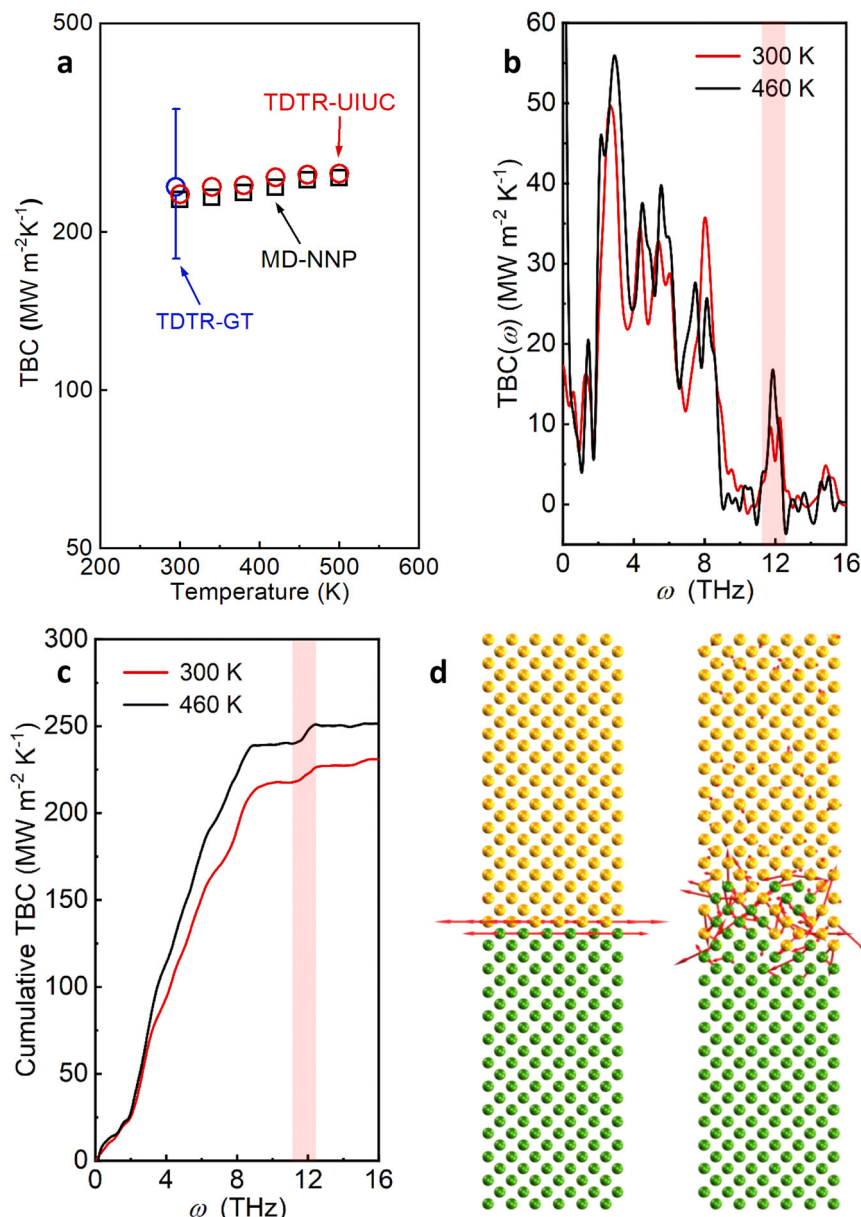 a
TDTR-UIUC
MD-NNP
TDTR-GT
500
200
100
50
TBC (MW m⁻²K⁻¹)
200 300 400 500 600
Temperature (K)
b
300 K
460 K
60
50
40
30
20
10
0
TBC(ω) (MW m⁻² K⁻¹)
0 4 8 12 16
ω (THz)
c
300 K
460 K
300
250
200
150
100
50
0
Cumulative TBC (MW m⁻² K⁻¹)
0 4 8 12 16
ω (THz)
d